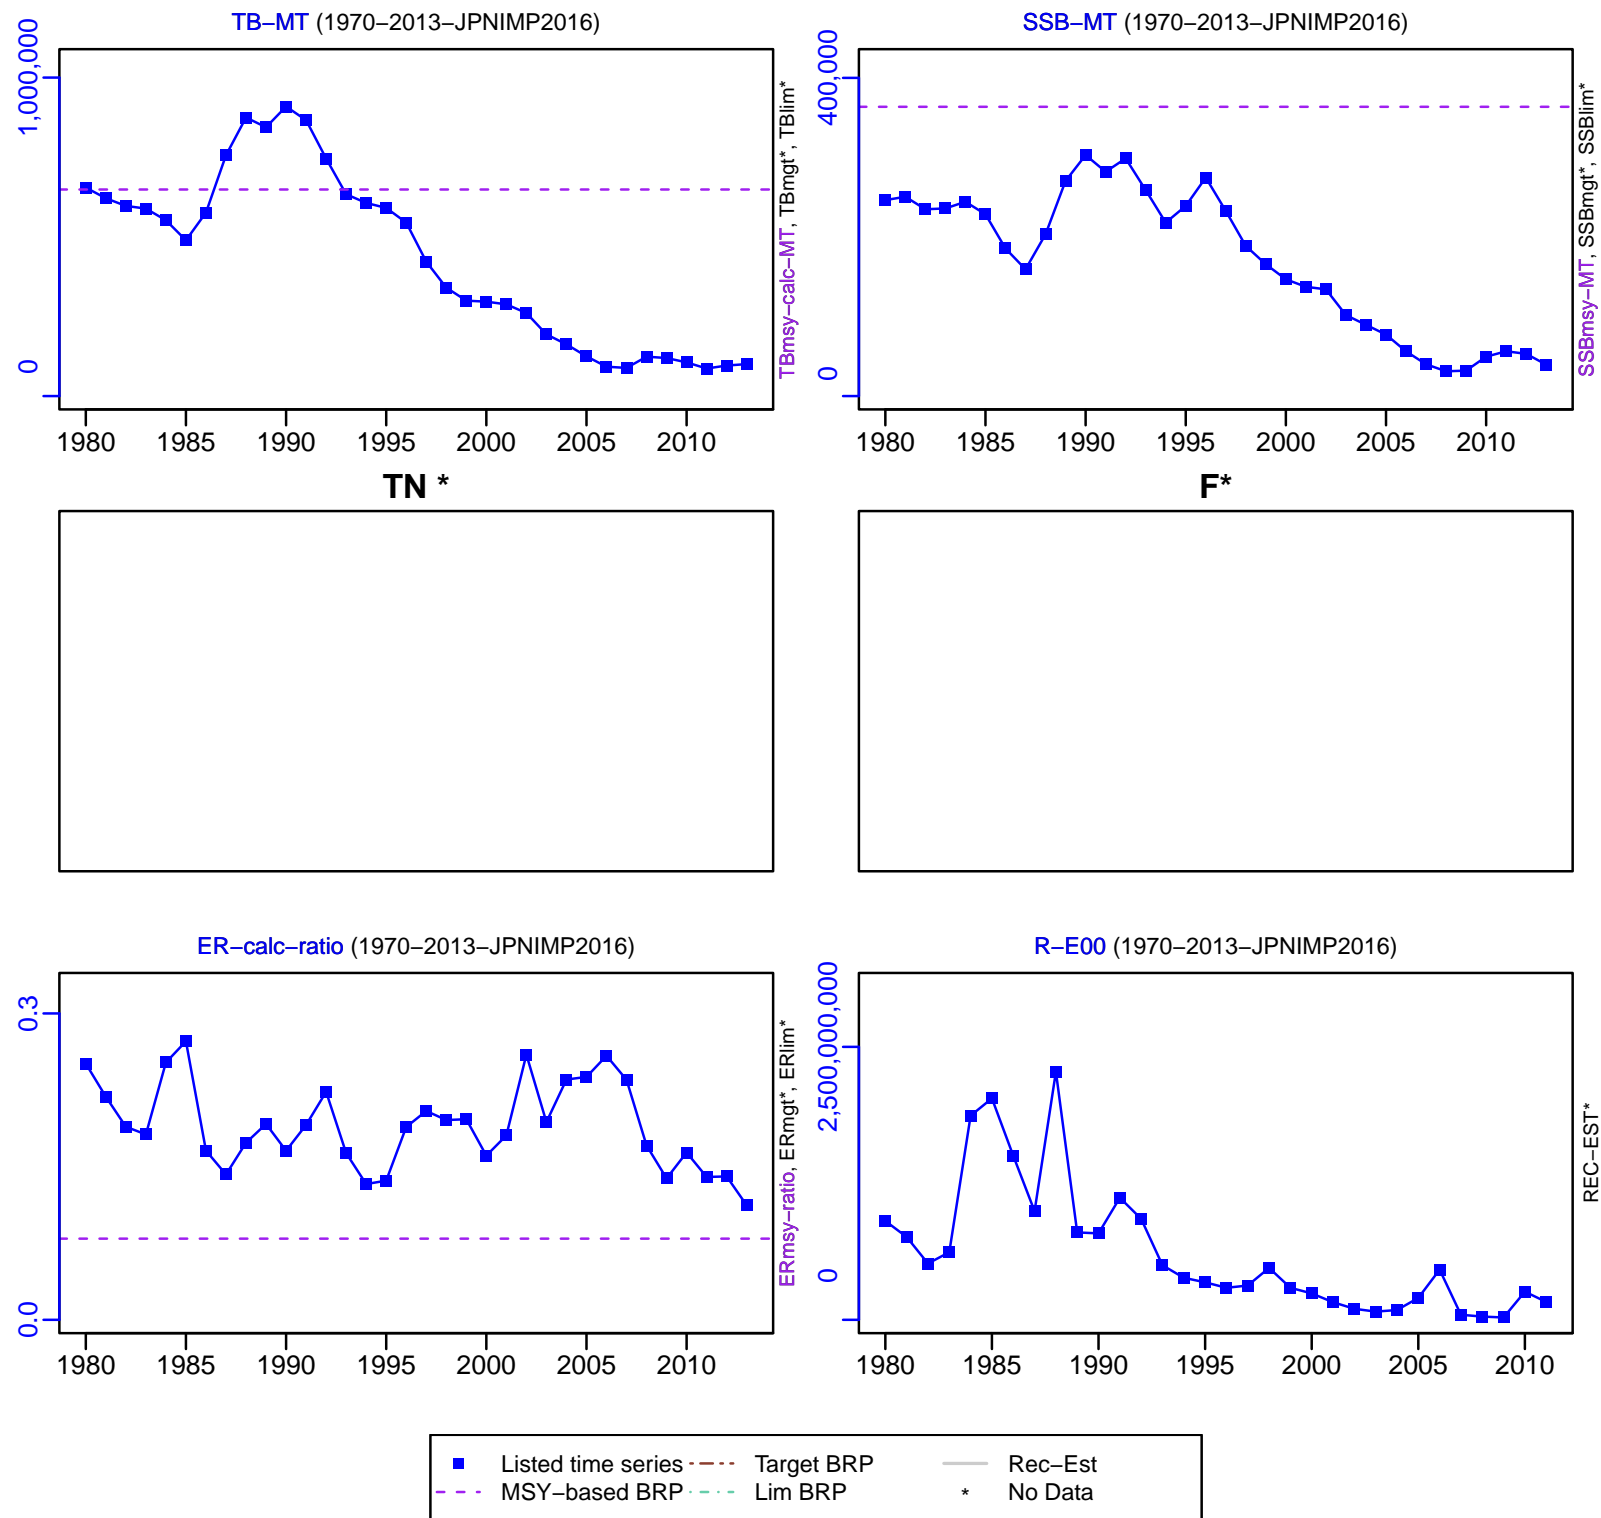 TB−MT (1970−2013−JPNIMP2016)
1,000,000
0
TBmsy−calc−MT, TBmgt*, TBlim*
1980 1985 1990 1995 2000 2005 2010
SSB−MT (1970−2013−JPNIMP2016)
400,000
0
SSBmsy−MT, SSBmgt*, SSBlim*
1980 1985 1990 1995 2000 2005 2010
TN *
F*
ER−calc−ratio (1970−2013−JPNIMP2016)
0.3
0.0
ERmsy−ratio, ERmgt*, ERlim*
1980 1985 1990 1995 2000 2005 2010
R−E00 (1970−2013−JPNIMP2016)
2,500,000,000
0
REC−EST*
1980 1985 1990 1995 2000 2005 2010
Listed time series Target BRP Rec−Est
MSY−based BRP Lim BRP * No Data